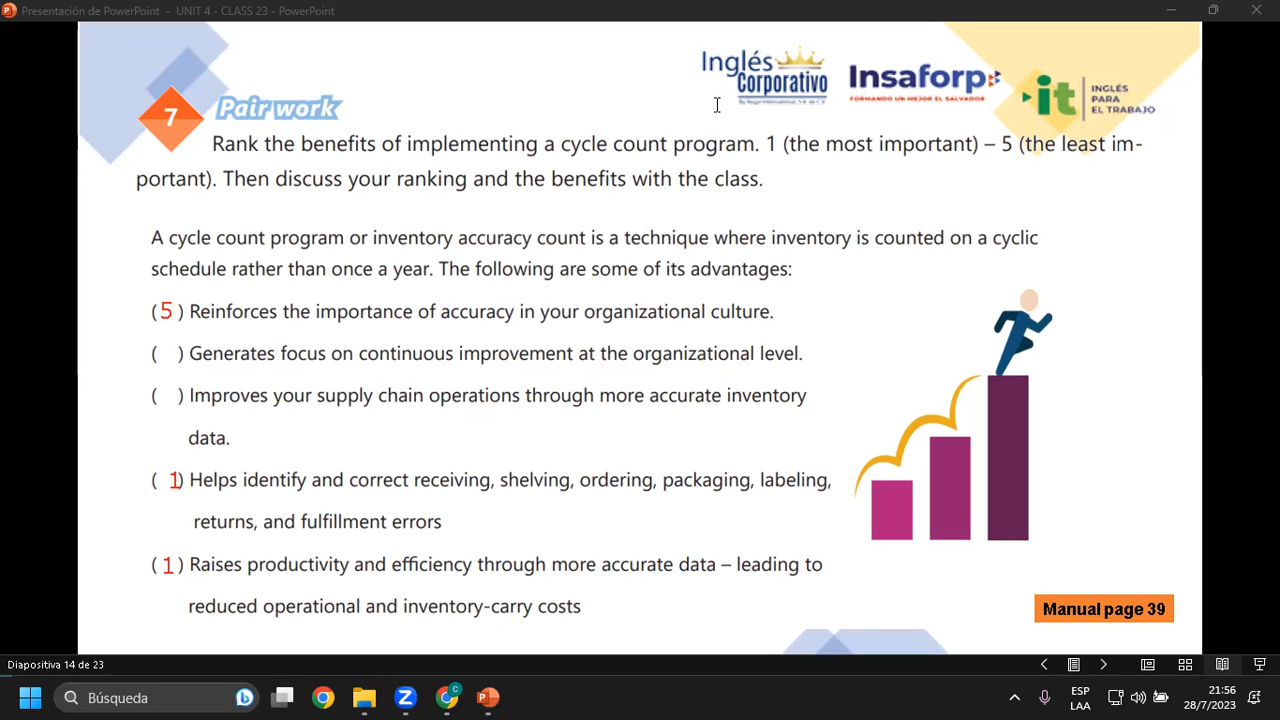 Presentación de PowerPoint - UNIT 4 - CLASS 23 - PowerPoint
Inglés
Corporativo
Insaforp
FORMANDO UN MEJOR EL SALVADOR
it
INGLÉS
PARA
EL TRABAJO
7
Pair work
Rank the benefits of implementing a cycle count program. 1 (the most important) – 5 (the least im-
portant). Then discuss your ranking and the benefits with the class.
A cycle count program or inventory accuracy count is a technique where inventory is counted on a cyclic
schedule rather than once a year. The following are some of its advantages:
( 5 ) Reinforces the importance of accuracy in your organizational culture.
( ) Generates focus on continuous improvement at the organizational level.
( ) Improves your supply chain operations through more accurate inventory
data.
( 1) Helps identify and correct receiving, shelving, ordering, packaging, labeling,
returns, and fulfillment errors
( 1 ) Raises productivity and efficiency through more accurate data – leading to
reduced operational and inventory-carry costs
Manual page 39
Diapositiva 14 de 23
Búsqueda
ESP
LAA
21:56
28/7/2023